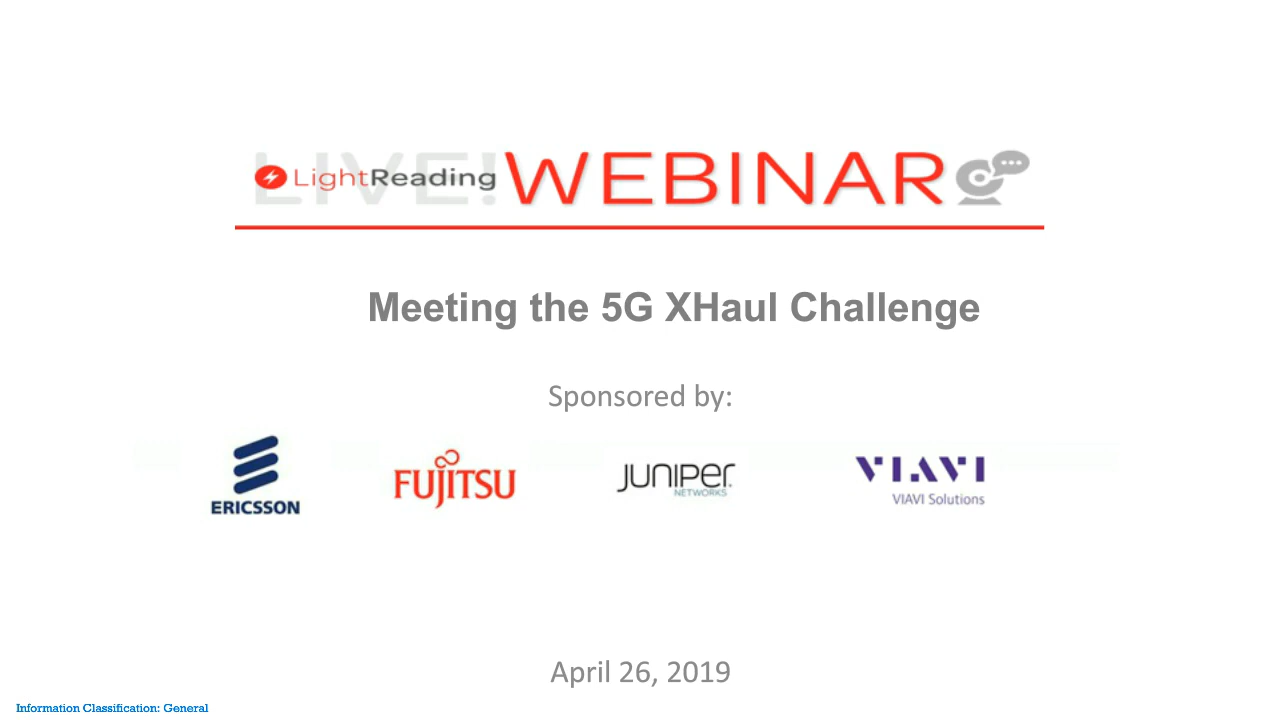 LIVE!
LightReading WEBINAR
Meeting the 5G XHaul Challenge
Sponsored by:
ERICSSON FUJITSU JUNIPER NETWORKS VIAVI
VIAVI Solutions
April 26, 2019
Information Classification: General